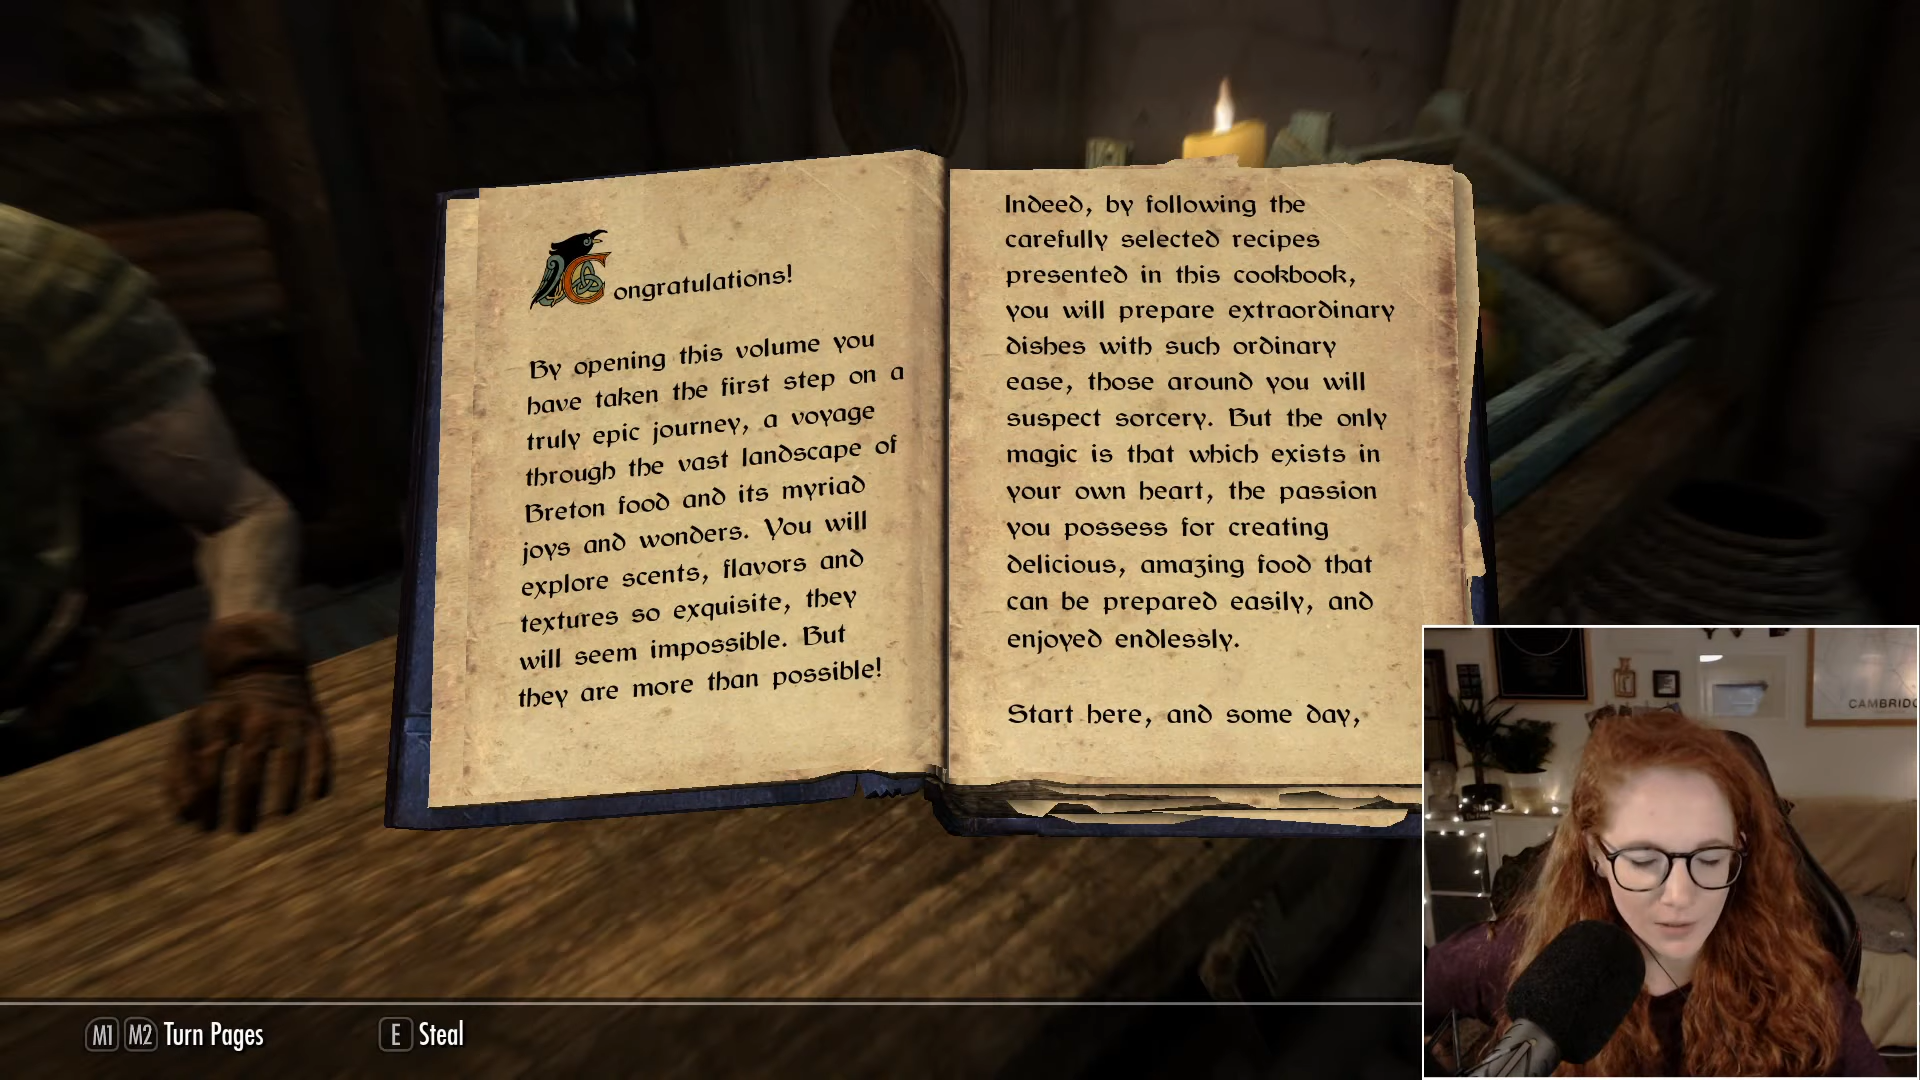 Congratulations!
By opening this volume you
have taken the first step on a
truly epic journey, a voyage
through the vast landscape of
Breton food and its myriad
joys and wonders. You will
explore scents, flavors and
textures so exquisite, they
will seem impossible. But
they are more than possible!
Indeed, by following the
carefully selected recipes
presented in this cookbook,
you will prepare extraordinary
dishes with such ordinary
ease, those around you will
suspect sorcery. But the only
magic is that which exists in
your own heart, the passion
you possess for creating
delicious, amazing food that
can be prepared easily, and
enjoyed endlessly.
Start here, and some day,
CAMBRIDG
M1 M2 Turn Pages
E Steal